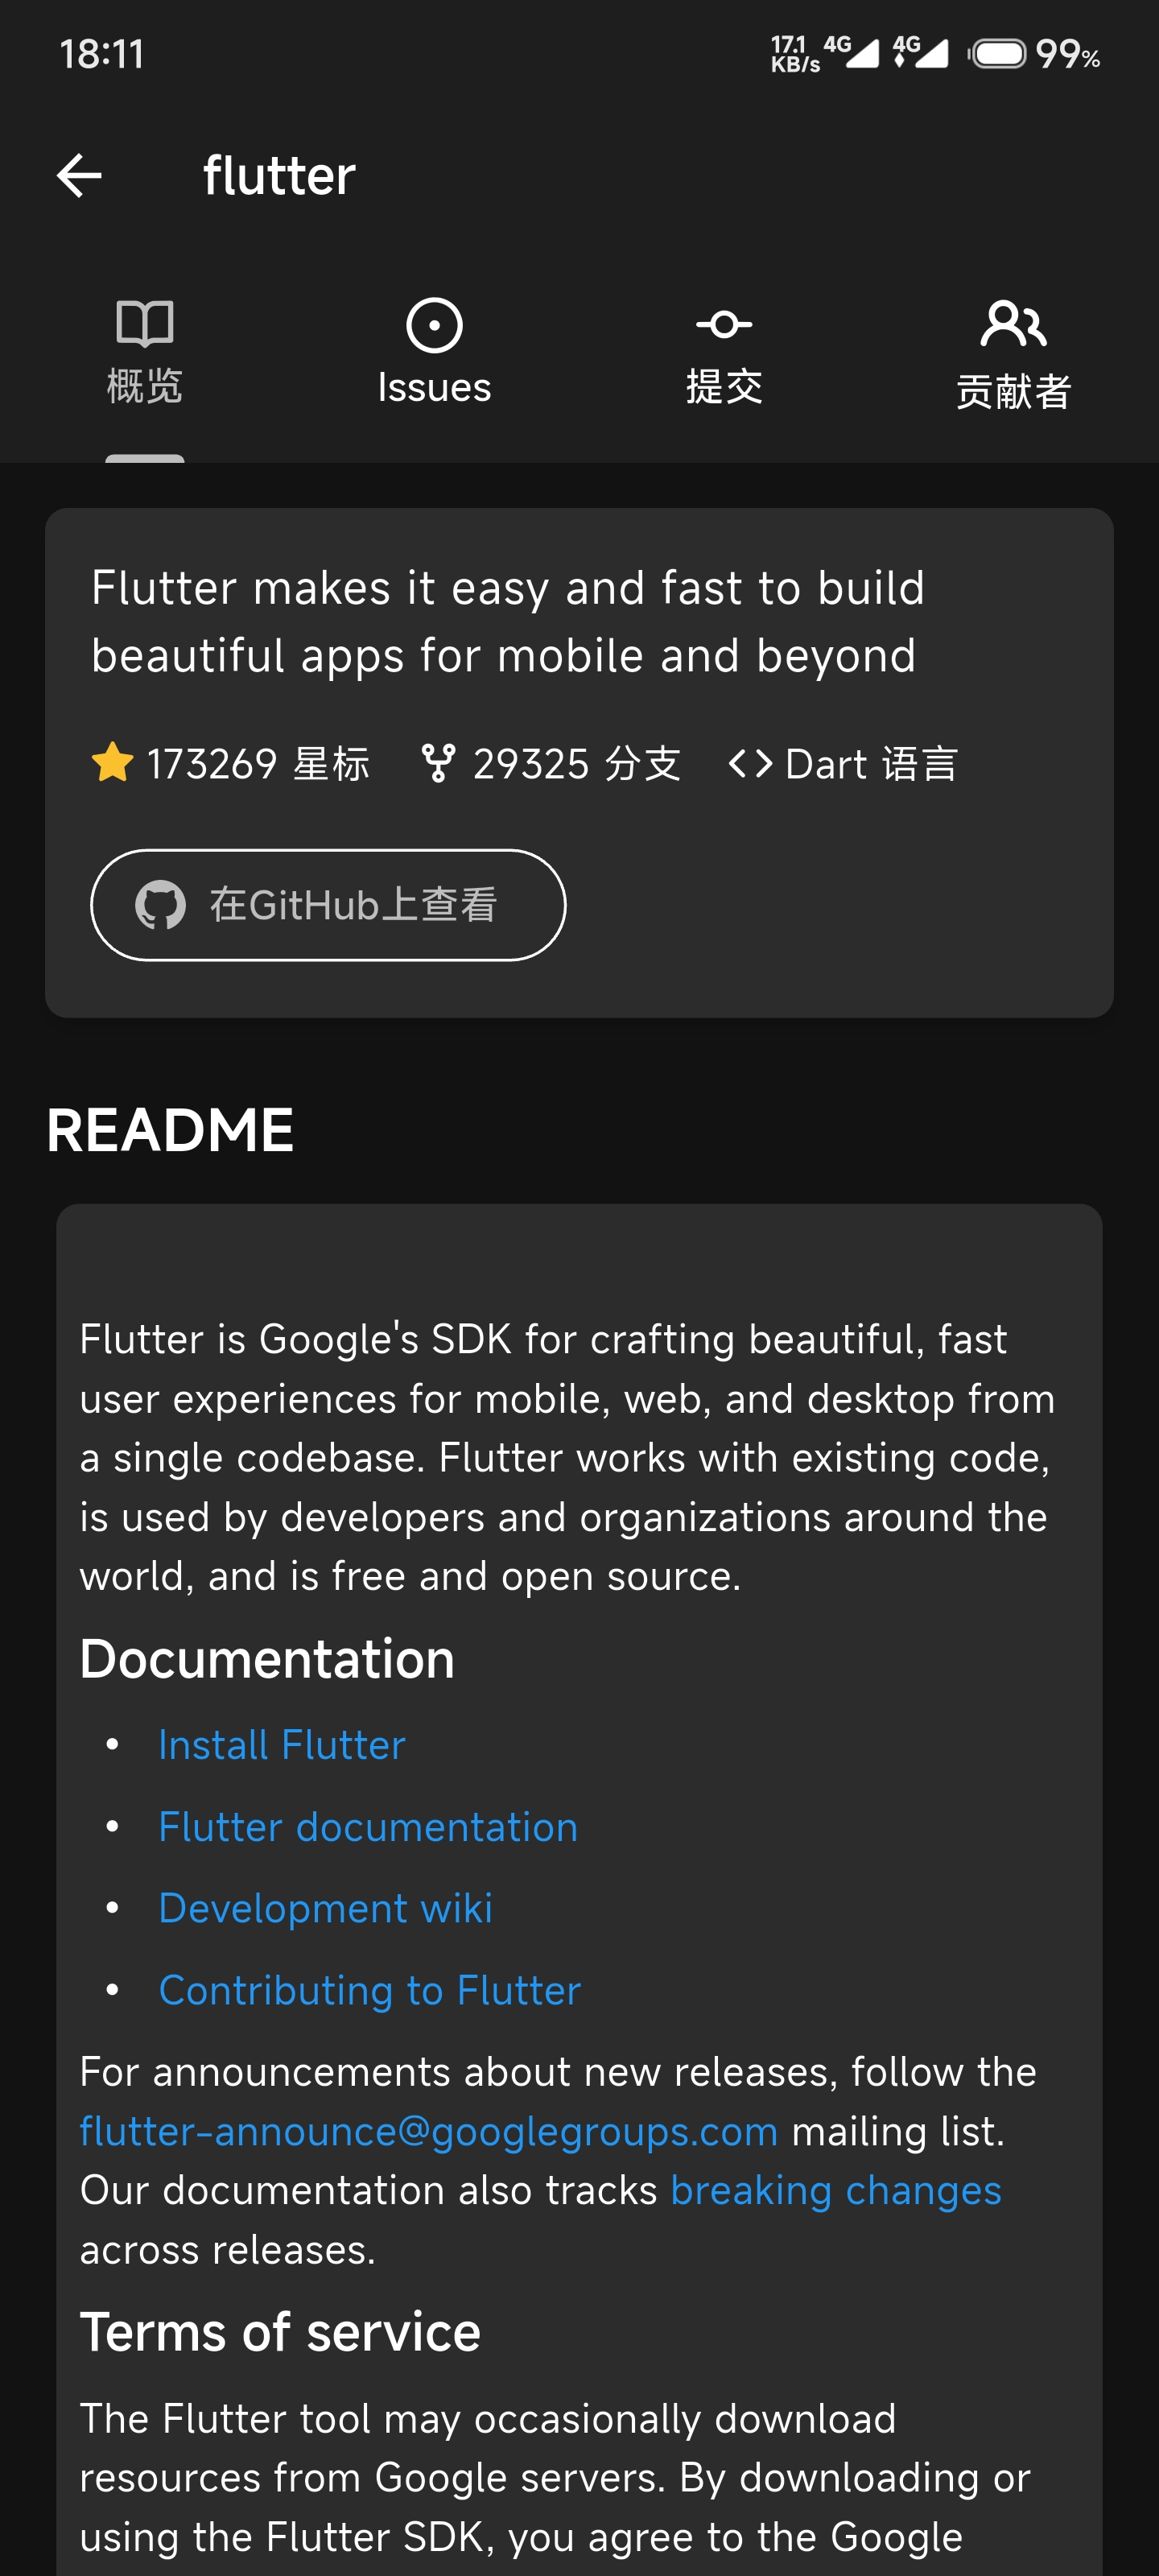 18:11
17.1 KB/s 4G 4G 99%
flutter
概览 Issues 提交 贡献者
Flutter makes it easy and fast to build
beautiful apps for mobile and beyond
173269 星标 29325 分支 Dart 语言
在GitHub上查看
README
Flutter is Google's SDK for crafting beautiful, fast
user experiences for mobile, web, and desktop from
a single codebase. Flutter works with existing code,
is used by developers and organizations around the
world, and is free and open source.
Documentation
• Install Flutter
• Flutter documentation
• Development wiki
• Contributing to Flutter
For announcements about new releases, follow the
flutter-announce@googlegroups.com mailing list.
Our documentation also tracks breaking changes
across releases.
Terms of service
The Flutter tool may occasionally download
resources from Google servers. By downloading or
using the Flutter SDK, you agree to the Google